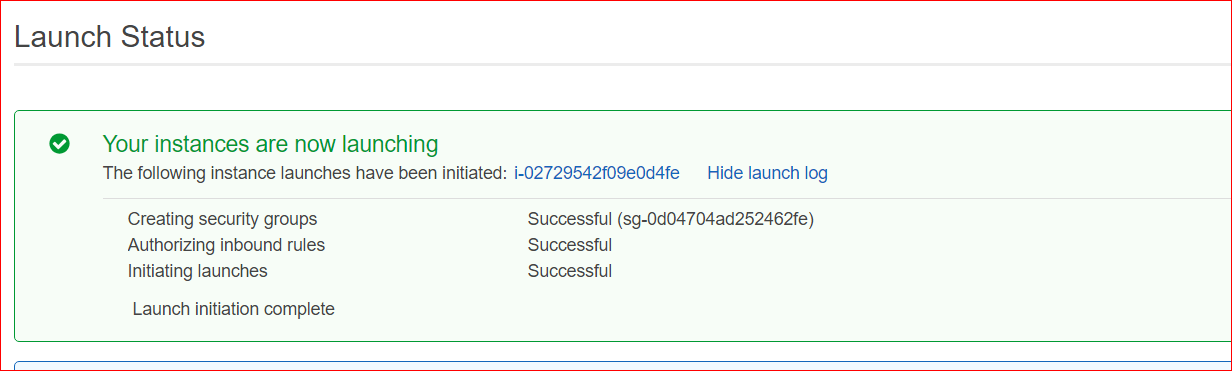 Launch Status
Your instances are now launching
The following instance launches have been initiated: i-02729542f09e0d4fe Hide launch log
Creating security groups Successful (sg-0d04704ad252462fe)
Authorizing inbound rules Successful
Initiating launches Successful
Launch initiation complete